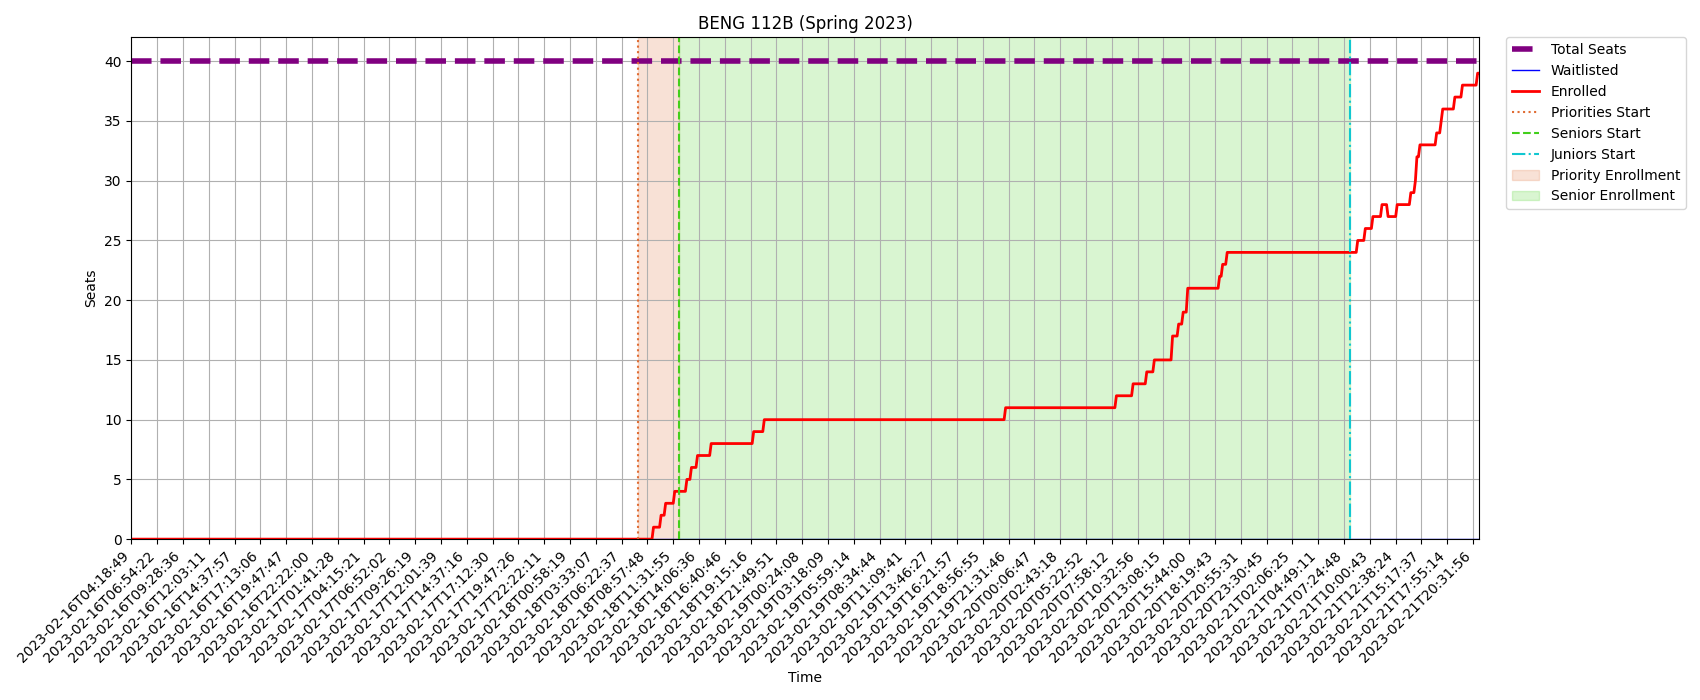 BENG 112B (Spring 2023)
Total Seats
Waitlisted
Enrolled
Priorities Start
Seniors Start
Juniors Start
Priority Enrollment
Senior Enrollment
Seats
40
35
30
25
20
15
10
5
0
2023-02-16T04:18:49
2023-02-16T06:54:22
2023-02-16T09:28:36
2023-02-16T12:03:11
2023-02-16T14:37:57
2023-02-16T17:13:06
2023-02-16T19:47:47
2023-02-16T22:22:00
2023-02-17T01:41:28
2023-02-17T04:15:21
2023-02-17T06:52:02
2023-02-17T09:26:19
2023-02-17T12:01:39
2023-02-17T14:37:16
2023-02-17T17:12:30
2023-02-17T19:47:26
2023-02-17T22:22:11
2023-02-18T00:58:19
2023-02-18T03:33:07
2023-02-18T06:22:37
2023-02-18T08:57:48
2023-02-18T11:31:55
2023-02-18T14:06:36
2023-02-18T16:40:46
2023-02-18T19:15:16
2023-02-18T21:49:51
2023-02-19T00:24:08
2023-02-19T03:18:09
2023-02-19T05:59:14
2023-02-19T08:34:44
2023-02-19T11:09:41
2023-02-19T13:46:27
2023-02-19T16:21:57
2023-02-19T18:56:55
2023-02-19T21:31:46
2023-02-20T00:06:47
2023-02-20T02:43:18
2023-02-20T05:22:52
2023-02-20T07:58:12
2023-02-20T10:32:56
2023-02-20T13:08:15
2023-02-20T15:44:00
2023-02-20T18:19:43
2023-02-20T20:55:31
2023-02-20T23:30:45
2023-02-21T02:06:25
2023-02-21T04:49:11
2023-02-21T07:24:48
2023-02-21T10:00:43
2023-02-21T12:38:24
2023-02-21T15:17:37
2023-02-21T17:55:14
2023-02-21T20:31:56
Time